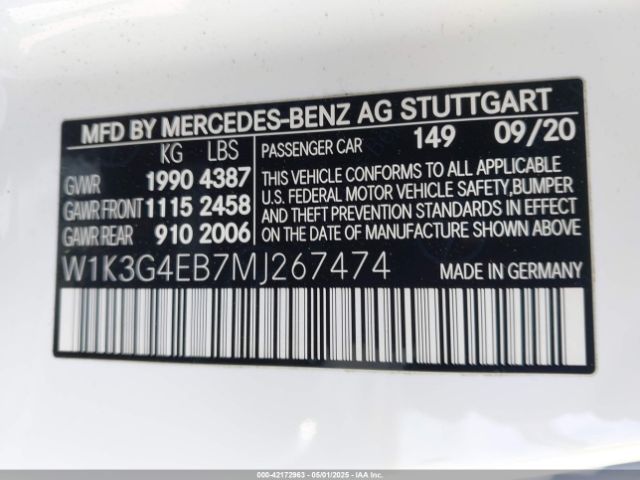 MFD BY MERCEDES-BENZ AG STUTTGART
KG LBS
GVWR 1990 4387
GAWR FRONT 1115 2458
GAWR REAR 910 2006
PASSENGER CAR 149 09/20
THIS VEHICLE CONFORMS TO ALL APPLICABLE
U.S. FEDERAL MOTOR VEHICLE SAFETY,BUMPER
AND THEFT PREVENTION STANDARDS IN EFFECT
ON THE DATE OF MANUFACTURE SHOWN ABOVE
W1K3G4EB7MJ267474 MADE IN GERMANY
000-42172963 05/01/2025 COPYRIGHT IAA, LLC.